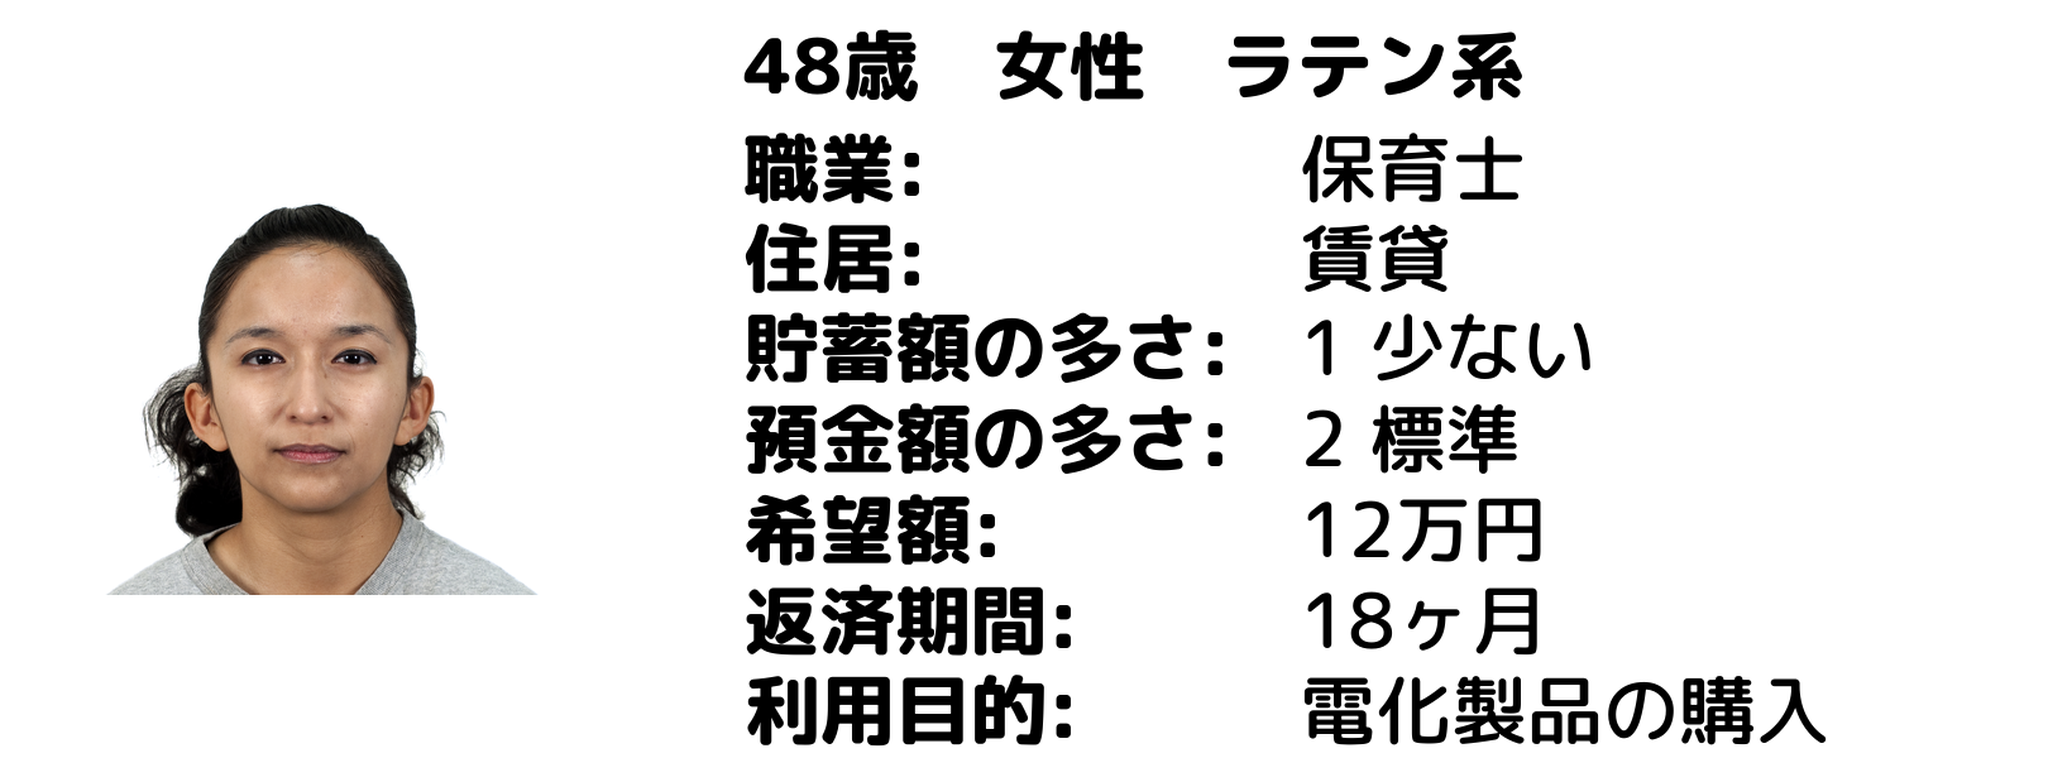 48歳　女性　ラテン系
職業: 保育士
住居: 賃貸
貯蓄額の多さ: 1 少ない
預金額の多さ: 2 標準
希望額: 12万円
返済期間: 18ヶ月
利用目的: 電化製品の購入